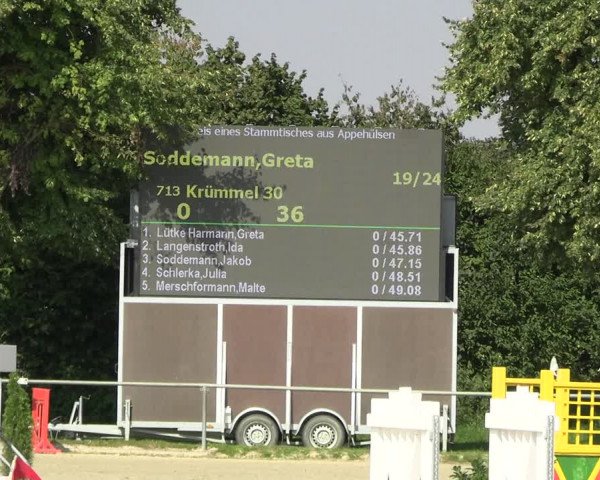 eis eines Stammtisches aus Appehülsen
Soddemann,Greta
19/24
713 Krümmel 30
0 36
1. Lütke Harmann,Greta 0 / 45.71
2. Langenstroth,Ida 0 / 45.86
3. Soddemann,Jakob 0 / 47.15
4. Schlerka,Julia 0 / 48.51
5. Merschformann,Malte 0 / 49.08